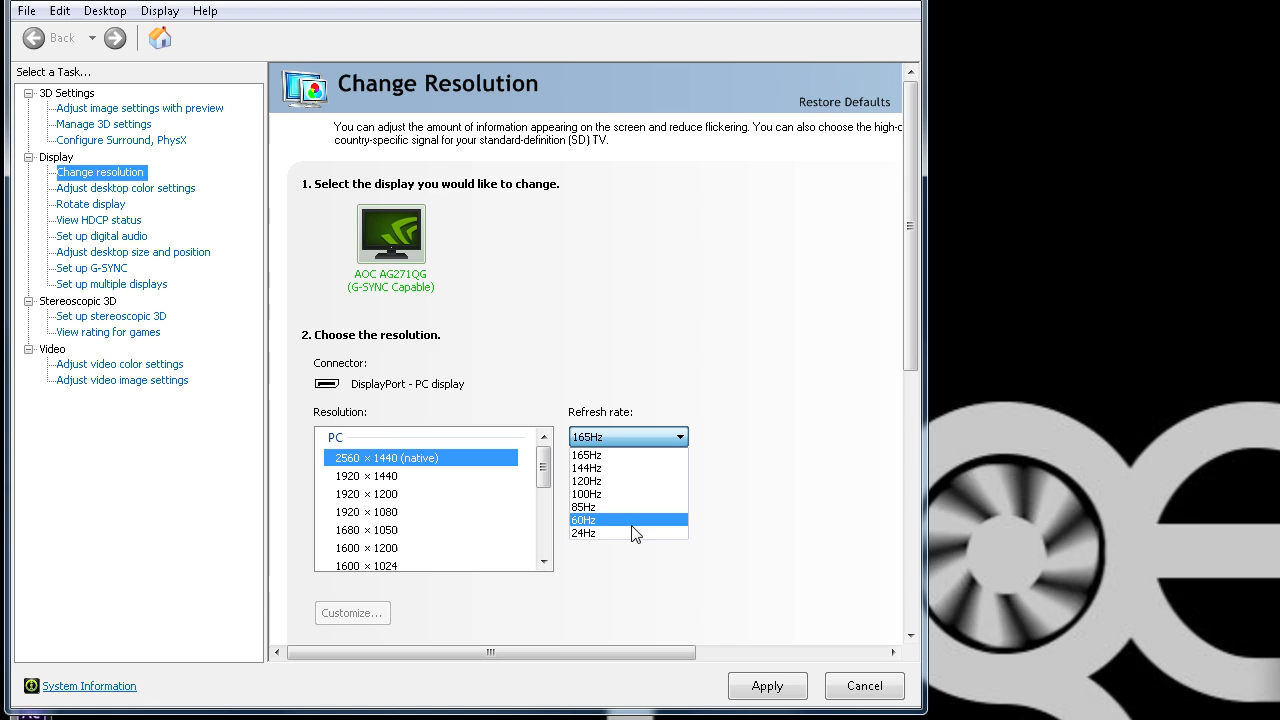 File Edit Desktop Display Help
Back
Select a Task...
3D Settings
Adjust image settings with preview
Manage 3D settings
Configure Surround, PhysX
Display
Change resolution
Adjust desktop color settings
Rotate display
View HDCP status
Set up digital audio
Adjust desktop size and position
Set up G-SYNC
Set up multiple displays
Stereoscopic 3D
Set up stereoscopic 3D
View rating for games
Video
Adjust video color settings
Adjust video image settings
System Information
Change Resolution
Restore Defaults
You can adjust the amount of information appearing on the screen and reduce flickering. You can also choose the high-c
country-specific signal for your standard-definition (SD) TV.
1. Select the display you would like to change.
AOC AG271QG
(G-SYNC Capable)
2. Choose the resolution.
Connector:
DisplayPort - PC display
Resolution:
PC
2560 × 1440 (native)
1920 × 1440
1920 × 1200
1920 × 1080
1680 × 1050
1600 × 1200
1600 × 1024
Refresh rate:
165Hz
165Hz
144Hz
120Hz
100Hz
85Hz
60Hz
24Hz
Customize...
Apply
Cancel